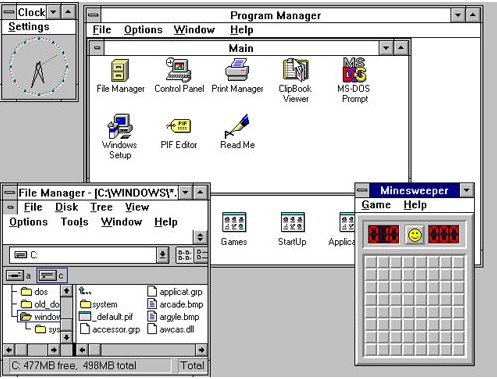 Clock
Settings
Program Manager
File Options Window Help
Main
File Manager
Control Panel
Print Manager
ClipBook Viewer
MS-DOS Prompt
MS DOS
Windows Setup
PIF Editor
Read Me
Games
StartUp
Applica
File Manager - [C:\WINDOWS\*.
File Disk Tree View
Options Tools Window Help
C:
a c
dos
old_do
window
sys
system
_default.pif
accessor.grp
applicat.grp
arcade.bmp
argyle.bmp
awcas.dll
C: 477MB free, 498MB total
Total
Minesweeper
Game Help
000